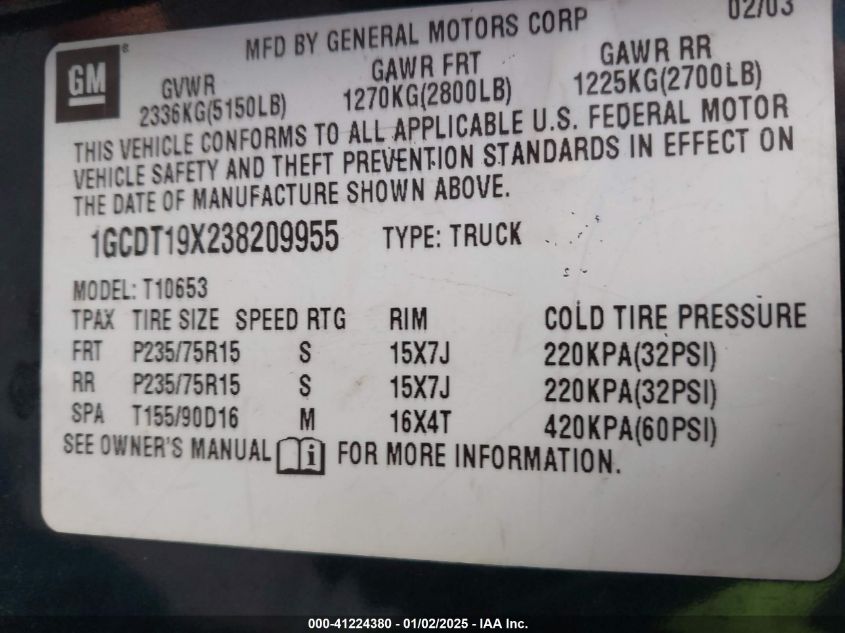 02/03
MFD BY GENERAL MOTORS CORP
GM ®
GVWR GAWR FRT GAWR RR
2336KG(5150LB) 1270KG(2800LB) 1225KG(2700LB)
THIS VEHICLE CONFORMS TO ALL APPLICABLE U.S. FEDERAL MOTOR
VEHICLE SAFETY AND THEFT PREVENTION STANDARDS IN EFFECT ON
THE DATE OF MANUFACTURE SHOWN ABOVE.
1GCDT19X238209955 TYPE: TRUCK
MODEL: T10653
TPAX TIRE SIZE SPEED RTG RIM COLD TIRE PRESSURE
FRT P235/75R15 S 15X7J 220KPA(32PSI)
RR P235/75R15 S 15X7J 220KPA(32PSI)
SPA T155/90D16 M 16X4T 420KPA(60PSI)
SEE OWNER'S MANUAL i FOR MORE INFORMATION.
000-41224380 - 01/02/2025 - IAA Inc.